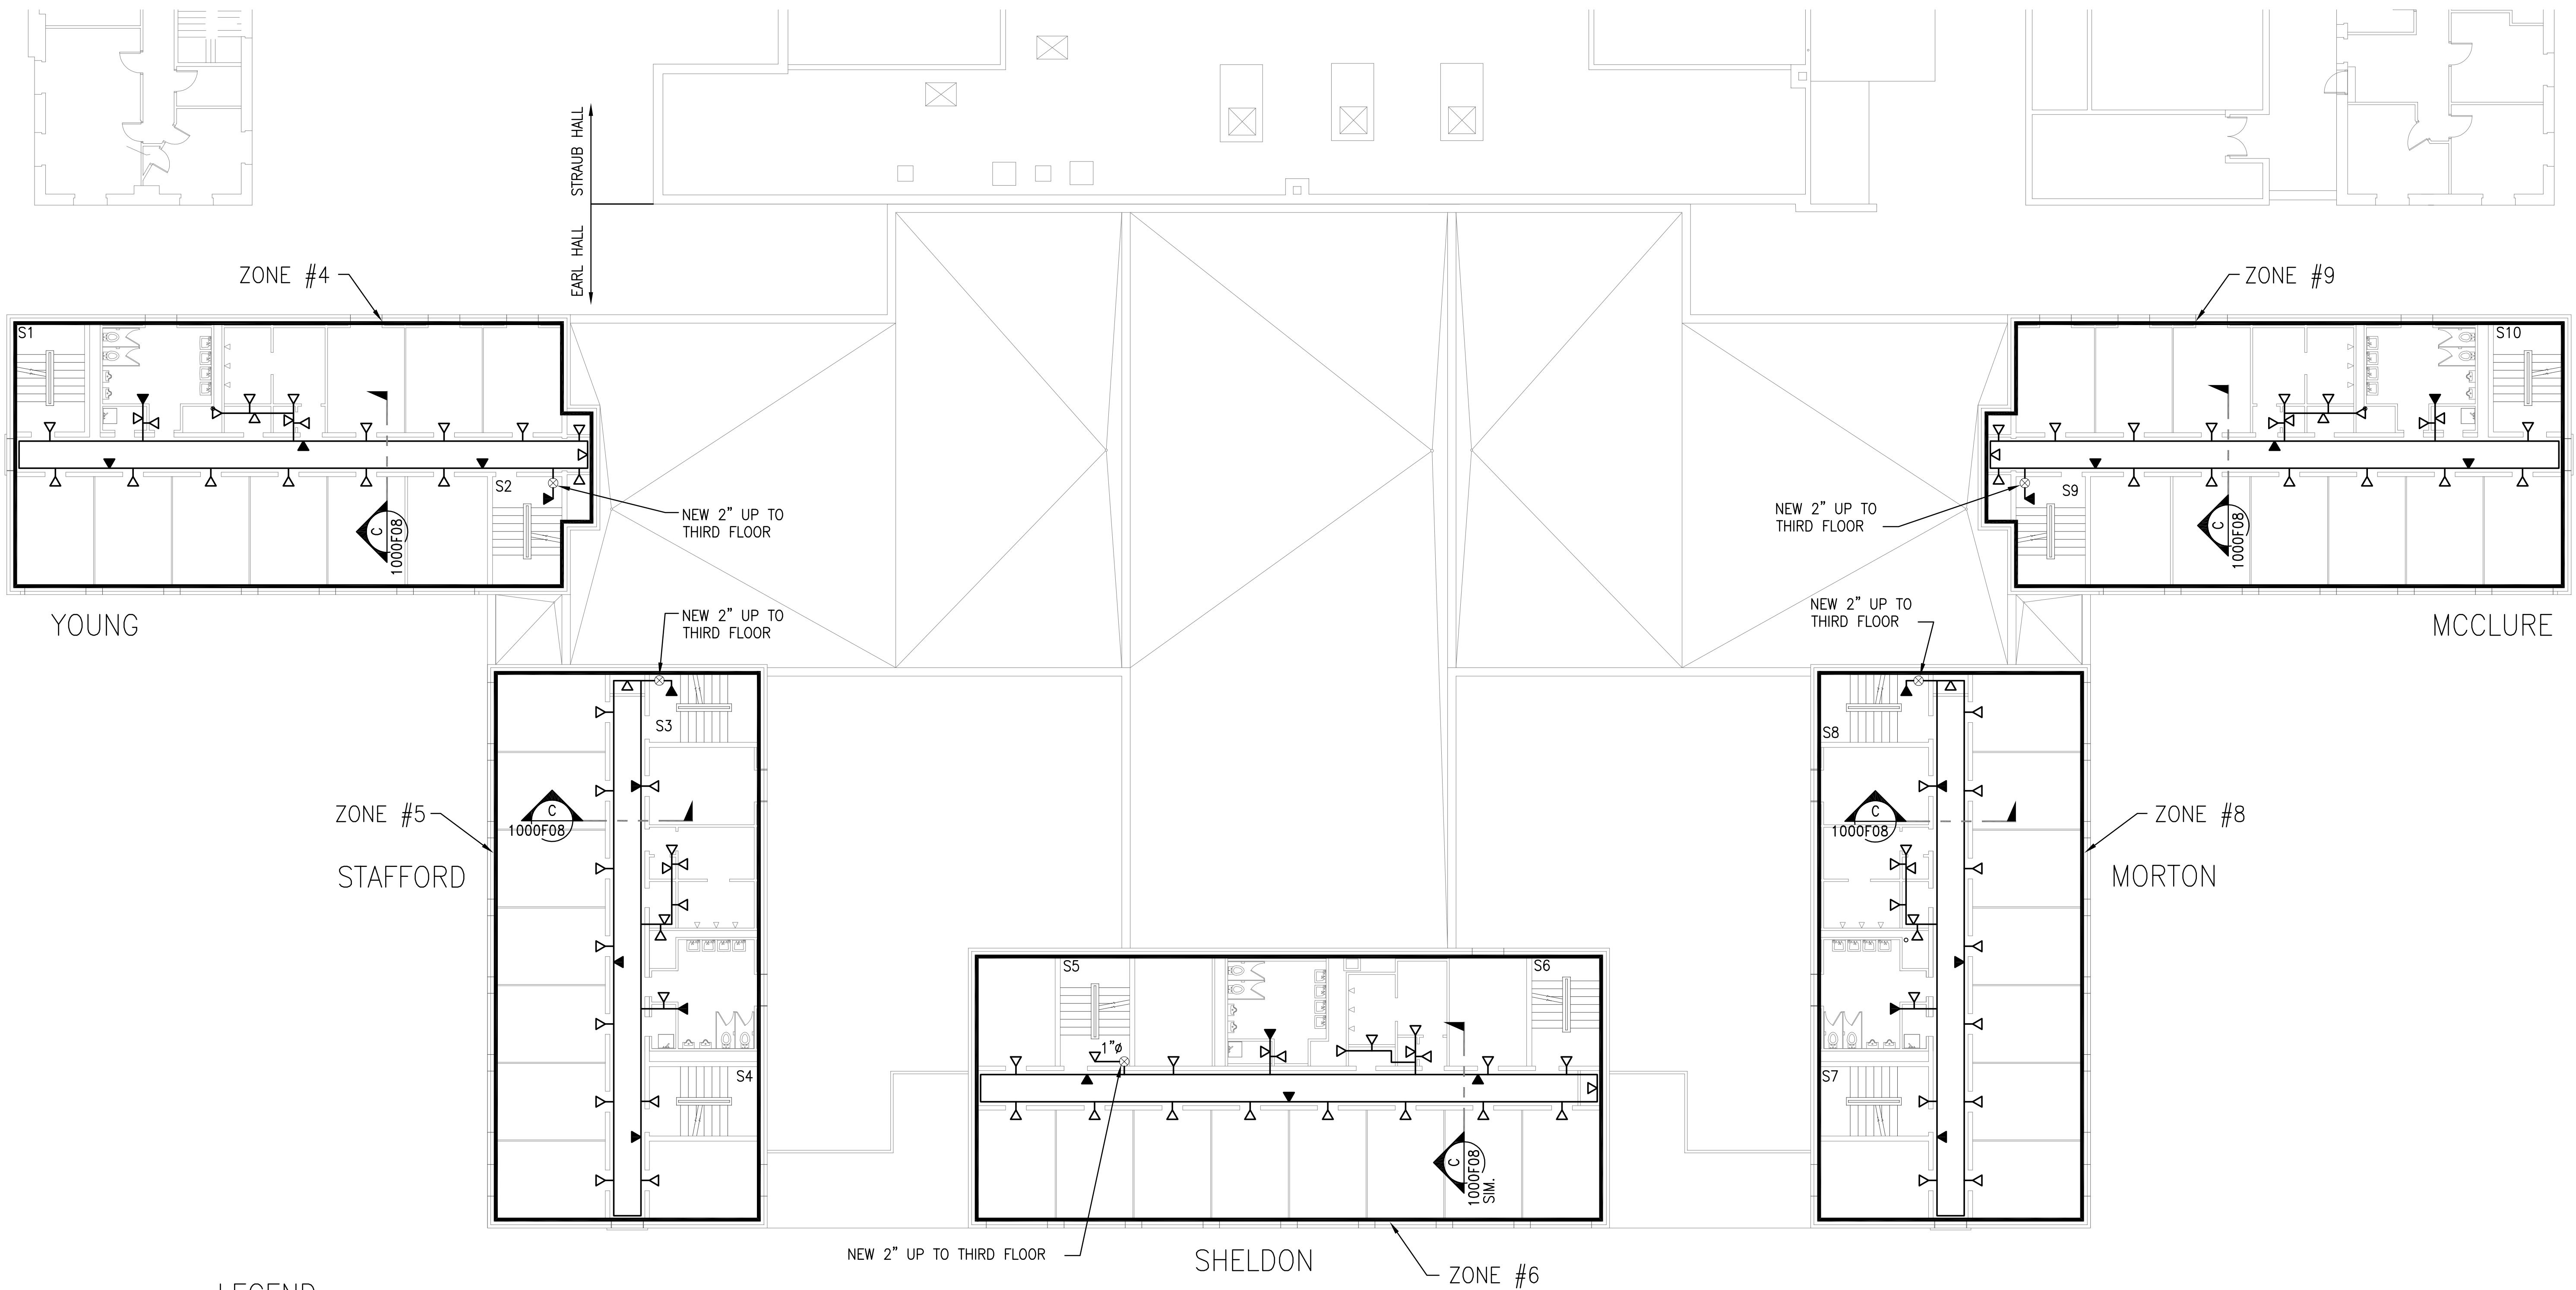 STRAUB HALL
EARL HALL
ZONE #4
ZONE #9
S1
S10
S2
S9
C
1000F08
C
1000F08
NEW 2" UP TO
THIRD FLOOR
NEW 2" UP TO
THIRD FLOOR
YOUNG
MCCLURE
NEW 2" UP TO
THIRD FLOOR
NEW 2" UP TO
THIRD FLOOR
S3
S8
ZONE #5
C
1000F08
C
1000F08
ZONE #8
STAFFORD
MORTON
S5
S6
1"ø
S4
S7
C
1000F08
SIM.
NEW 2" UP TO THIRD FLOOR
SHELDON
ZONE #6
LEGEND